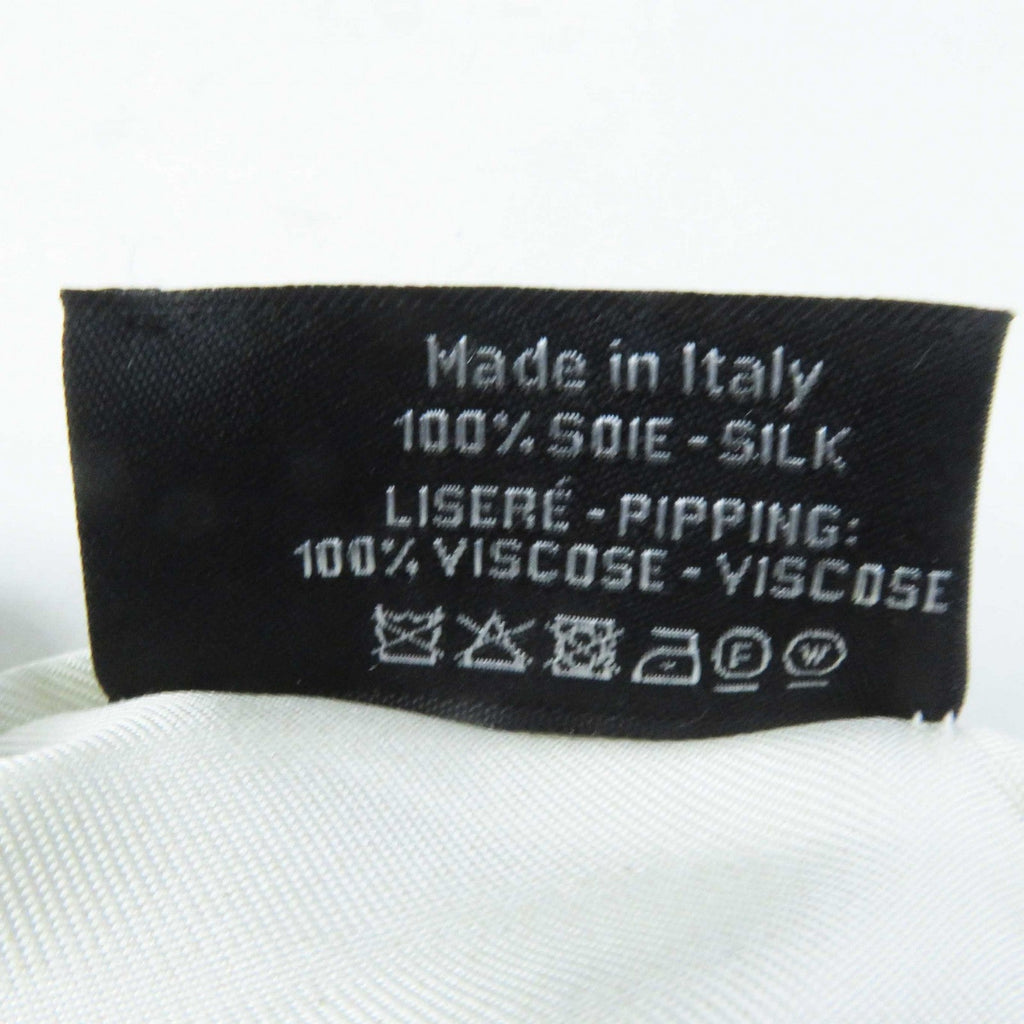 Made in Italy
100% SOIE - SILK
LISERÉ - PIPPING:
100% VISCOSE - VISCOSE
F W